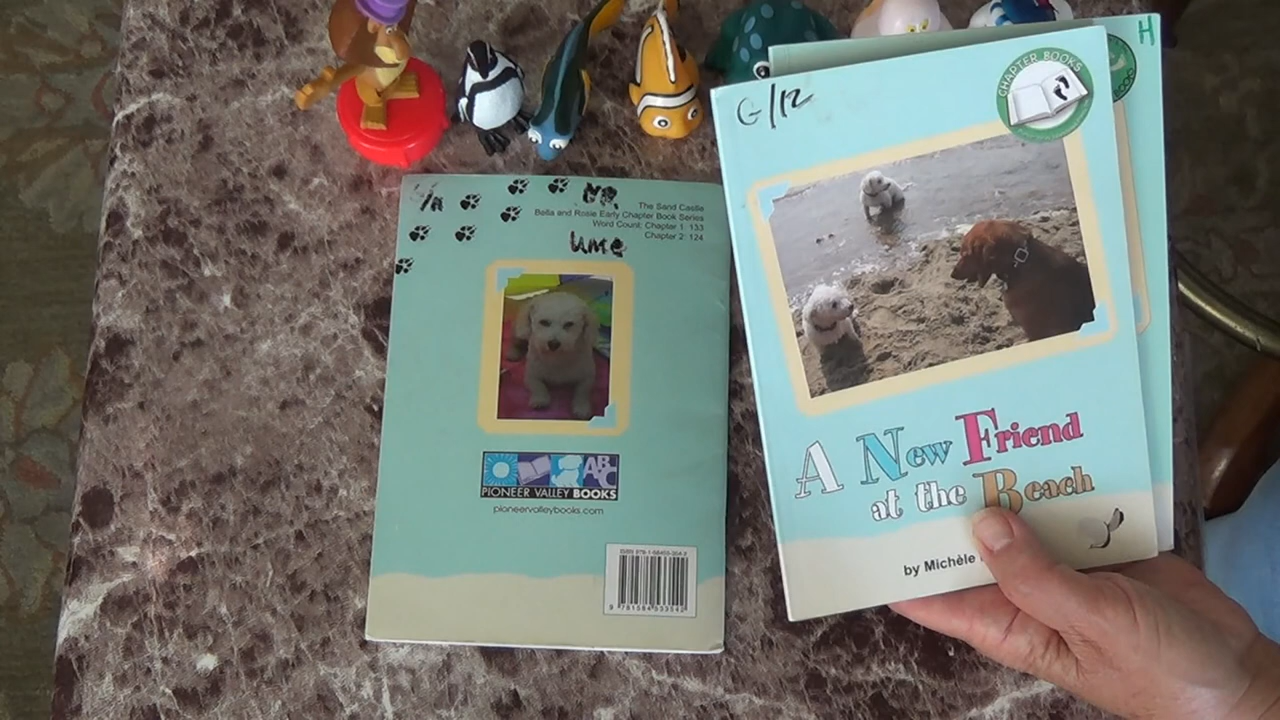 The Sand Castle
Bella and Rosie Early Chapter Book Series
Word Count: Chapter 1 133
Chapter 2 124
ABC
PIONEER VALLEY BOOKS
pioneervalleybooks.com
G/12
CHAPTER BOOKS
A New Friend
at the Beach
by Michèle
H